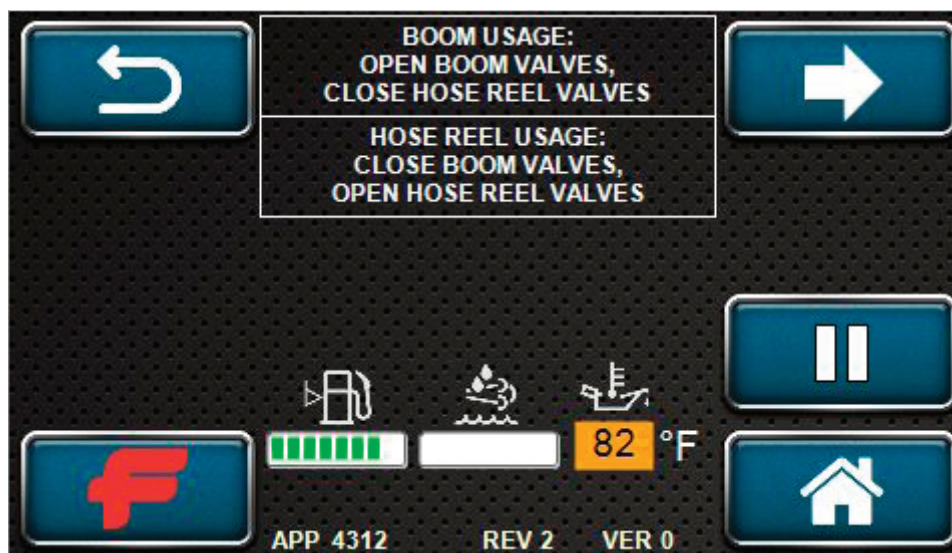 BOOM USAGE:
OPEN BOOM VALVES,
CLOSE HOSE REEL VALVES
HOSE REEL USAGE:
CLOSE BOOM VALVES,
OPEN HOSE REEL VALVES
82 °F
APP 4312 REV 2 VER 0